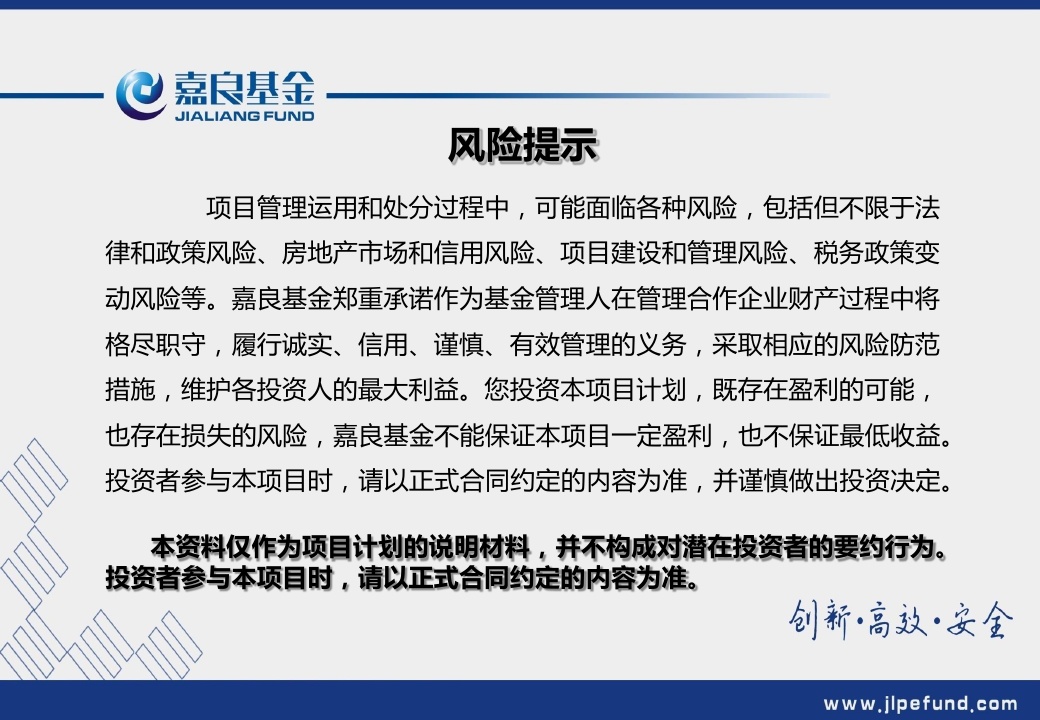 嘉良基金
JIALIANG FUND
风险提示
项目管理运用和处分过程中，可能面临各种风险，包括但不限于法
律和政策风险、房地产市场和信用风险、项目建设和管理风险、税务政策变
动风险等。嘉良基金郑重承诺作为基金管理人在管理合作企业财产过程中将
格尽职守，履行诚实、信用、谨慎、有效管理的义务，采取相应的风险防范
措施，维护各投资人的最大利益。您投资本项目计划，既存在盈利的可能，
也存在损失的风险，嘉良基金不能保证本项目一定盈利，也不保证最低收益。
投资者参与本项目时，请以正式合同约定的内容为准，并谨慎做出投资决定。
本资料仅作为项目计划的说明材料，并不构成对潜在投资者的要约行为。
投资者参与本项目时，请以正式合同约定的内容为准。
创新·高效·安全
www.jlpefund.com